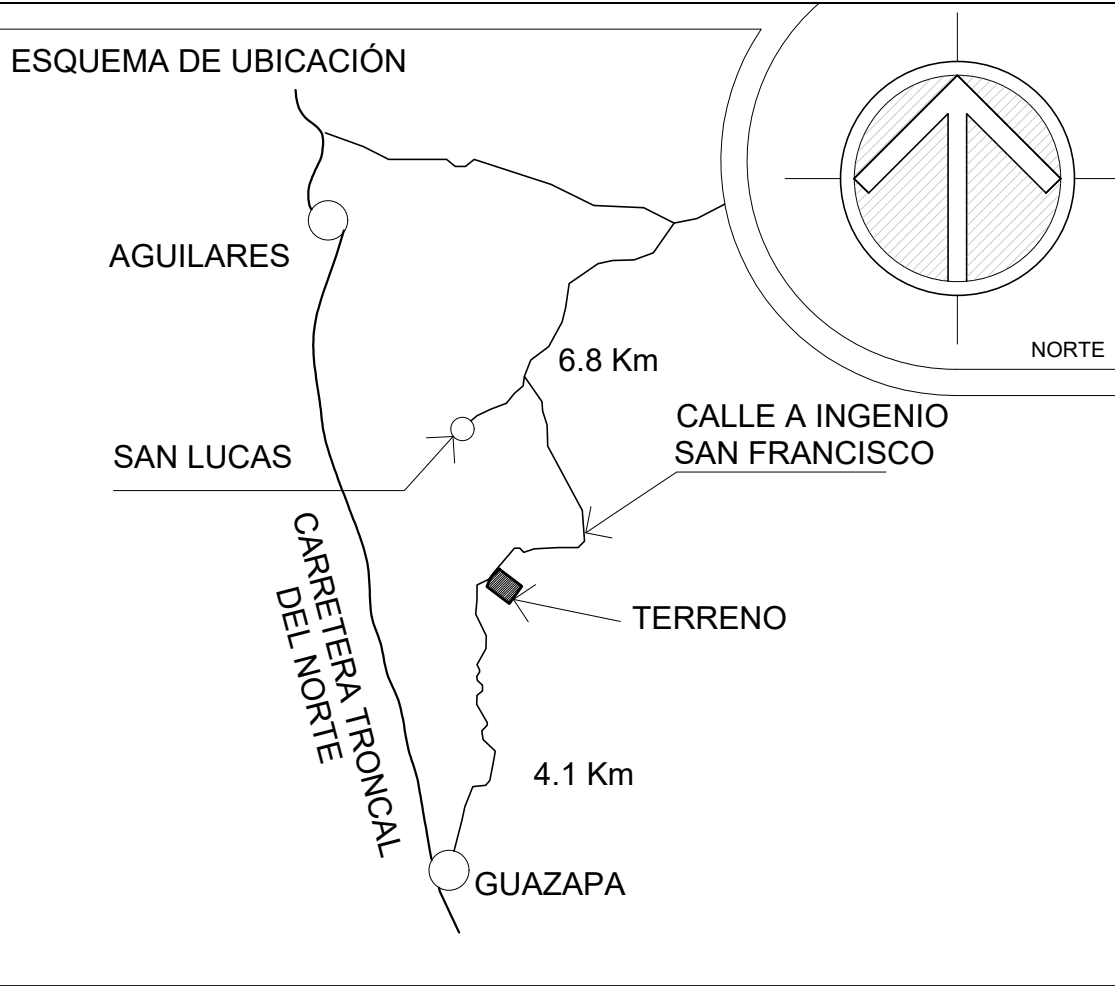 ESQUEMA DE UBICACIÓN
AGUILARES
NORTE
6.8 Km
CALLE A INGENIO
SAN FRANCISCO
SAN LUCAS
CARRETERA TRONCAL
DEL NORTE
TERRENO
4.1 Km
GUAZAPA